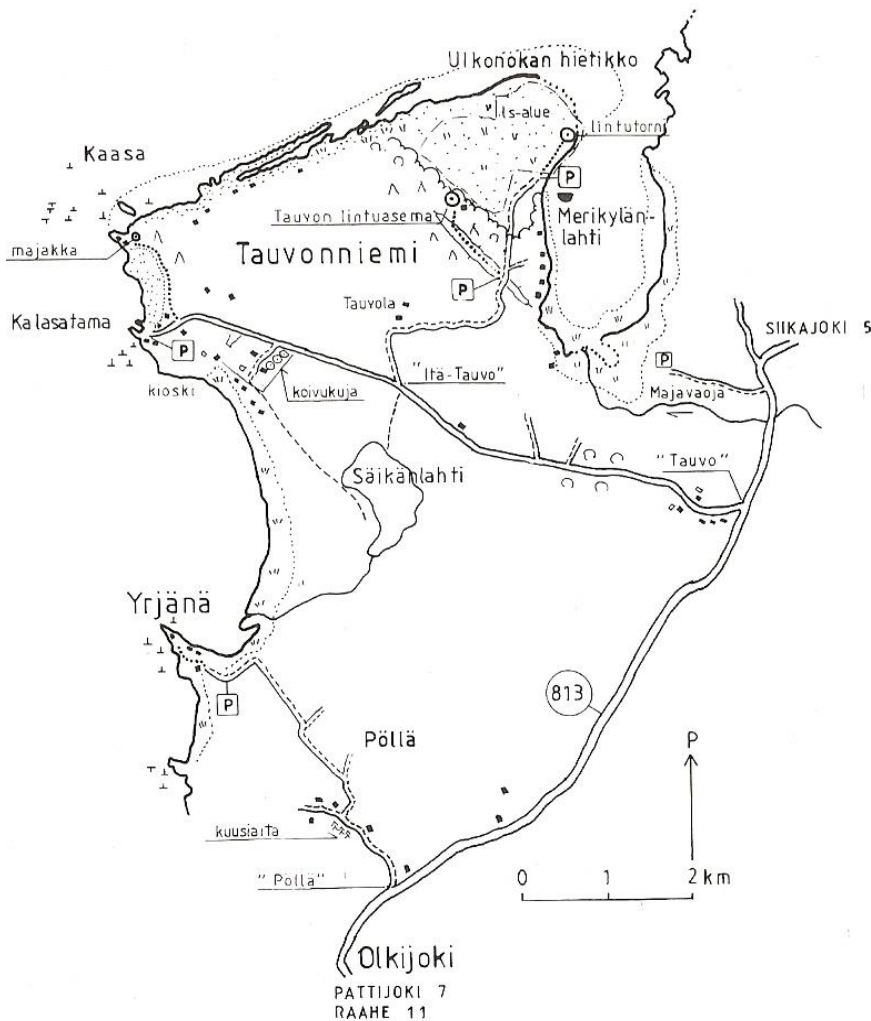 Ulkonokan hietikko
ls-alue
lintutorni
Kaasa
P
Merikylän-
lahti
Tauvon lintuasema
majakka
Tauvonniemi
P
Tauvola
Kalasatama
SIIKAJOKI 5
P
P
"Itä-Tauvo"
kioski
koivukuja
Majavaoja
"Tauvo"
Säikänlahti
Yrjänä
813
P
P
Pöllä
kuusiaita
"Pöllä"
0 1 2 km
Olkijoki
PATTIJOKI 7
RAAHE 11